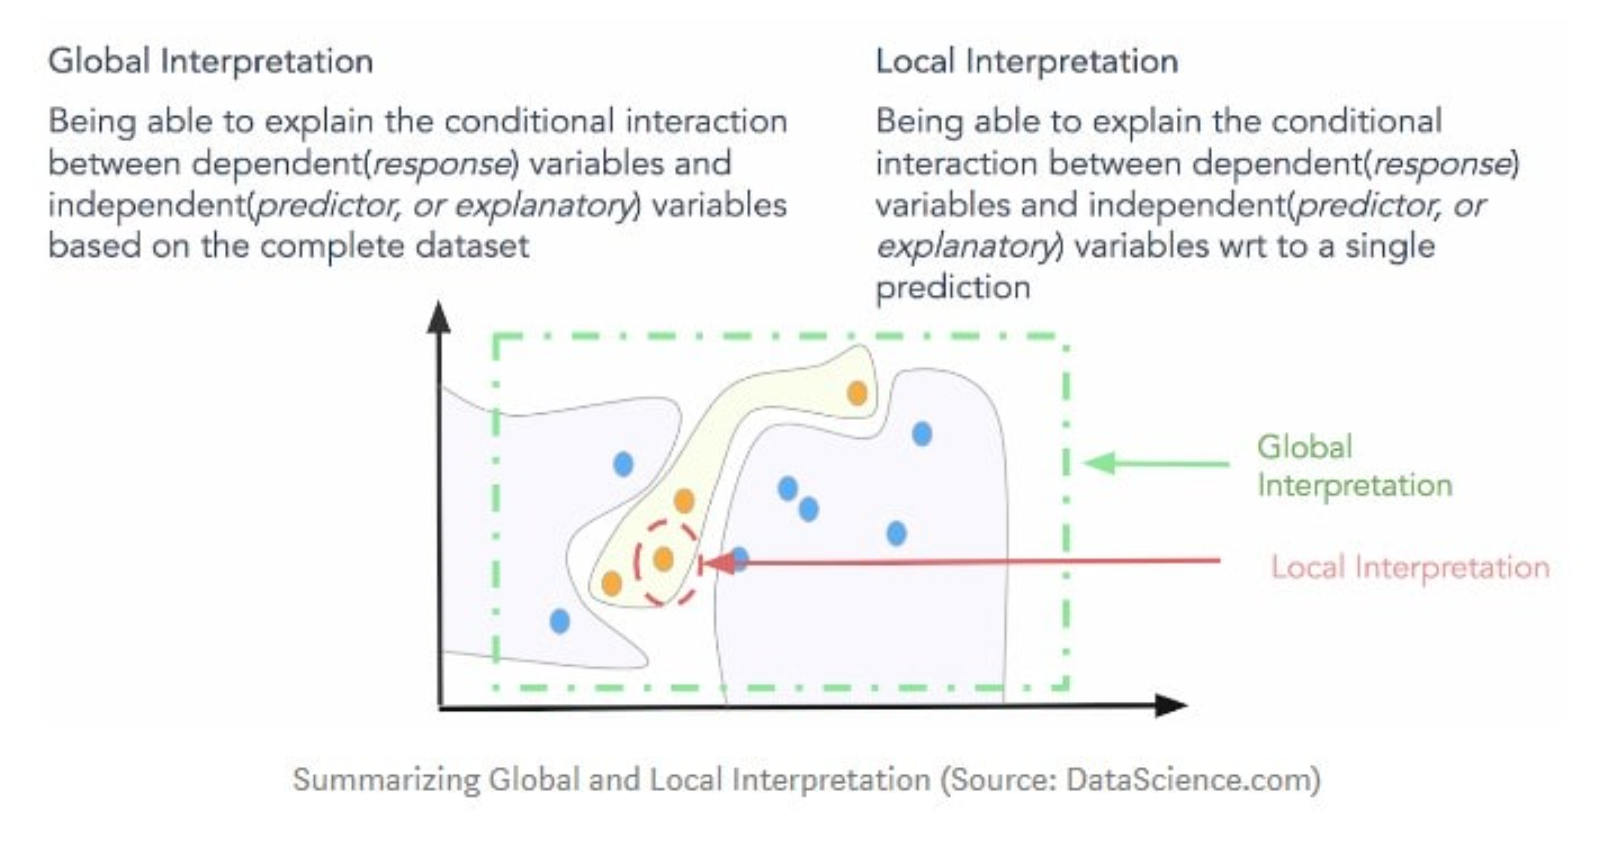 Global Interpretation
Being able to explain the conditional interaction
between dependent(response) variables and
independent(predictor, or explanatory) variables
based on the complete dataset
Local Interpretation
Being able to explain the conditional
interaction between dependent(response)
variables and independent(predictor, or
explanatory) variables wrt to a single
prediction
Global
Interpretation
Local Interpretation
Summarizing Global and Local Interpretation (Source: DataScience.com)